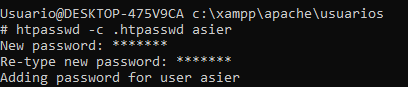 Usuario@DESKTOP-475V9CA c:\xampp\apache\usuarios
# htpasswd -c .htpasswd asier
New password: *******
Re-type new password: *******
Adding password for user asier